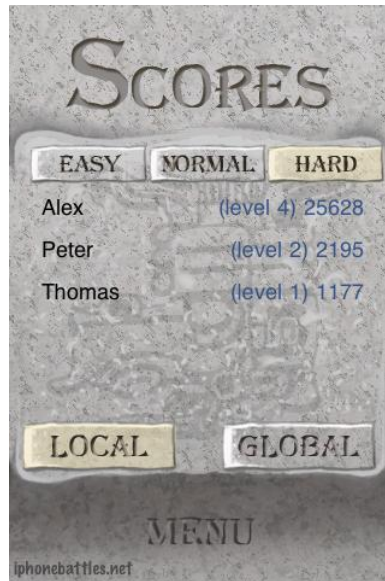 SCORES
EASY NORMAL HARD
Alex (level 4) 25628
Peter (level 2) 2195
Thomas (level 1) 1177
LOCAL GLOBAL
MENU
iphonebattles.net